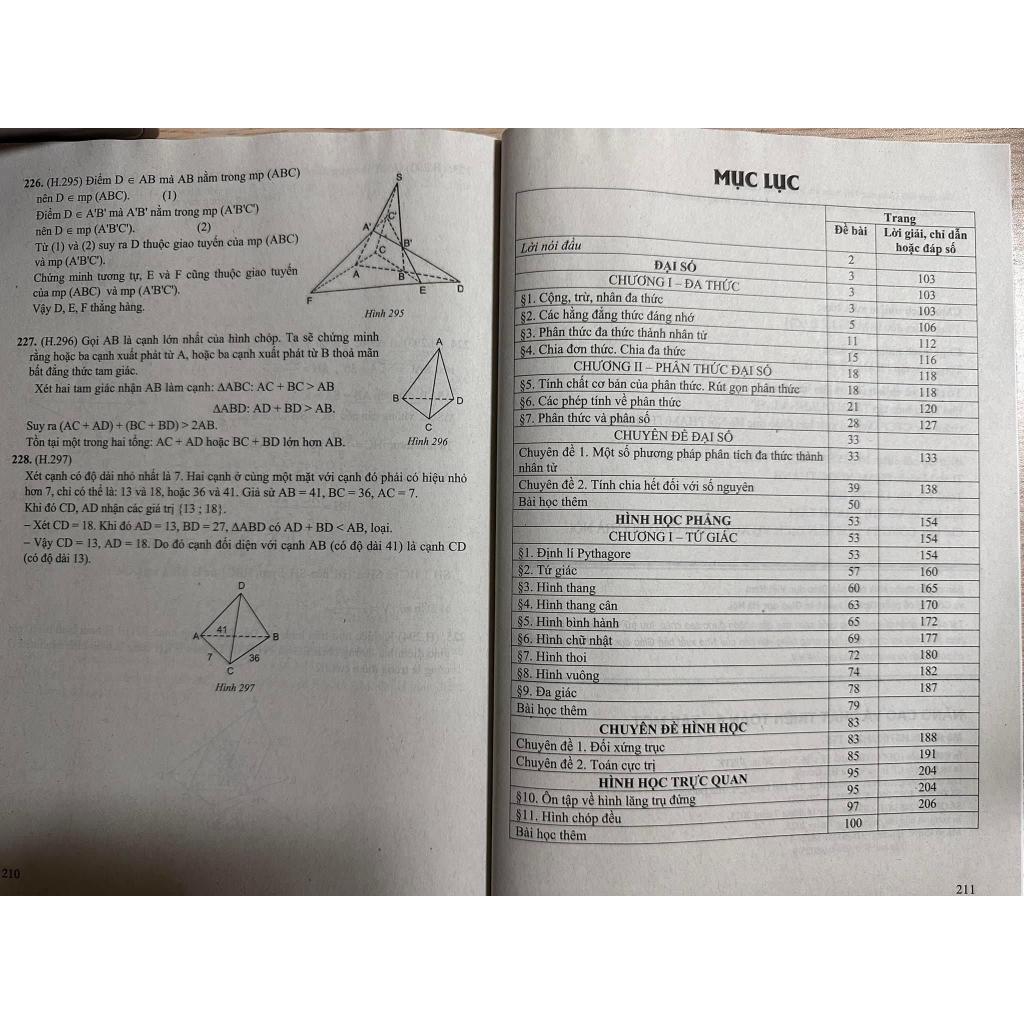 226. (H.295) Điểm D ∈ AB mà AB nằm trong mp (ABC)
nên D ∈ mp (ABC). (1)
Điểm D ∈ A'B' mà A'B' nằm trong mp (A'B'C')
nên D ∈ mp (A'B'C'). (2)
Từ (1) và (2) suy ra D thuộc giao tuyến của mp (ABC)
và mp (A'B'C').
Chứng minh tương tự, E và F cũng thuộc giao tuyến
của mp (ABC) và mp (A'B'C').
Vậy D, E, F thẳng hàng.
S
A'
C'
B'
C
A
B
F
E
D
Hình 295
227. (H.296) Gọi AB là cạnh lớn nhất của hình chóp. Ta sẽ chứng minh
rằng hoặc ba cạnh xuất phát từ A, hoặc ba cạnh xuất phát từ B thoả mãn
bất đẳng thức tam giác.
Xét hai tam giác nhận AB làm cạnh: ΔABC: AC + BC > AB
ΔABD: AD + BD > AB.
Suy ra (AC + AD) + (BC + BD) > 2AB.
Tồn tại một trong hai tổng: AC + AD hoặc BC + BD lớn hơn AB.
A
B
D
C
Hình 296
228. (H.297)
Xét cạnh có độ dài nhỏ nhất là 7. Hai cạnh ở cùng một mặt với cạnh đó phải có hiệu nhỏ
hơn 7, chỉ có thể là: 13 và 18, hoặc 36 và 41. Giả sử AB = 41, BC = 36, AC = 7.
Khi đó CD, AD nhận các giá trị {13 ; 18}.
– Xét CD = 18. Khi đó AD = 13, BD = 27, ΔABD có AD + BD < AB, loại.
– Vậy CD = 13, AD = 18. Do đó cạnh đối diện với cạnh AB (có độ dài 41) là cạnh CD
(có độ dài 13).
D
41
A
B
7
36
C
Hình 297
210
MỤC LỤC
Trang
Đề bài
Lời giải, chỉ dẫn
hoặc đáp số
Lời nói đầu 2
ĐẠI SỐ 3 103
CHƯƠNG I – ĐA THỨC 3 103
§1. Cộng, trừ, nhân đa thức 3 103
§2. Các hằng đẳng thức đáng nhớ 5 106
§3. Phân thức đa thức thành nhân tử 11 112
§4. Chia đơn thức. Chia đa thức 15 116
CHƯƠNG II – PHÂN THỨC ĐẠI SỐ 18 118
§5. Tính chất cơ bản của phân thức. Rút gọn phân thức 18 118
§6. Các phép tính về phân thức 21 120
§7. Phân thức và phân số 28 127
CHUYÊN ĐỀ ĐẠI SỐ 33
Chuyên đề 1. Một số phương pháp phân tích đa thức thành 33 133
nhân tử
Chuyên đề 2. Tính chia hết đối với số nguyên 39 138
Bài học thêm 50
HÌNH HỌC PHẲNG 53 154
CHƯƠNG I – TỨ GIÁC 53 154
§1. Định lí Pythagore 53 154
§2. Tứ giác 57 160
§3. Hình thang 60 165
§4. Hình thang cân 63 170
§5. Hình bình hành 65 172
§6. Hình chữ nhật 69 177
§7. Hình thoi 72 180
§8. Hình vuông 74 182
§9. Đa giác 78 187
Bài học thêm 79
CHUYÊN ĐỀ HÌNH HỌC 83
Chuyên đề 1. Đối xứng trục 83 188
Chuyên đề 2. Toán cực trị 85 191
HÌNH HỌC TRỰC QUAN 95 204
§10. Ôn tập về hình lăng trụ đứng 95 204
§11. Hình chóp đều 97 206
Bài học thêm 100
211